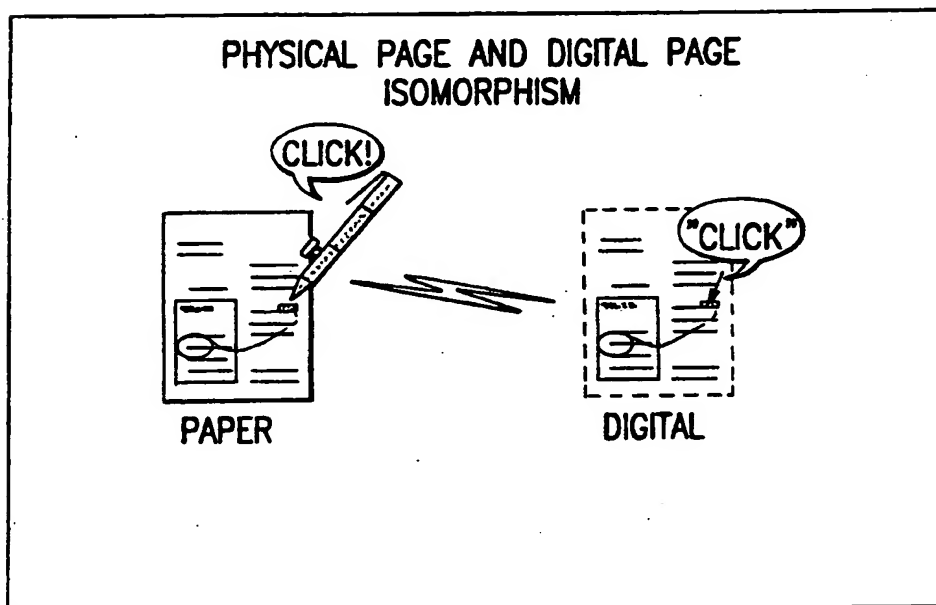 PHYSICAL PAGE AND DIGITAL PAGE
ISOMORPHISM
CLICK!
"CLICK"
PAPER
DIGITAL